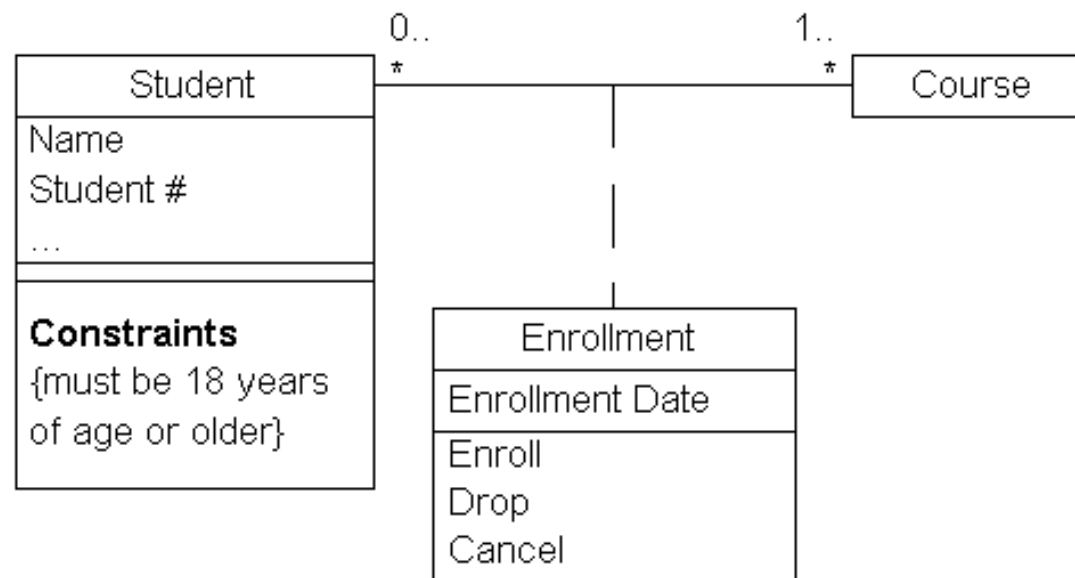 0..
*
1..
*
Student
Name
Student #
...
Constraints
{must be 18 years
of age or older}
Course
Enrollment
Enrollment Date
Enroll
Drop
Cancel